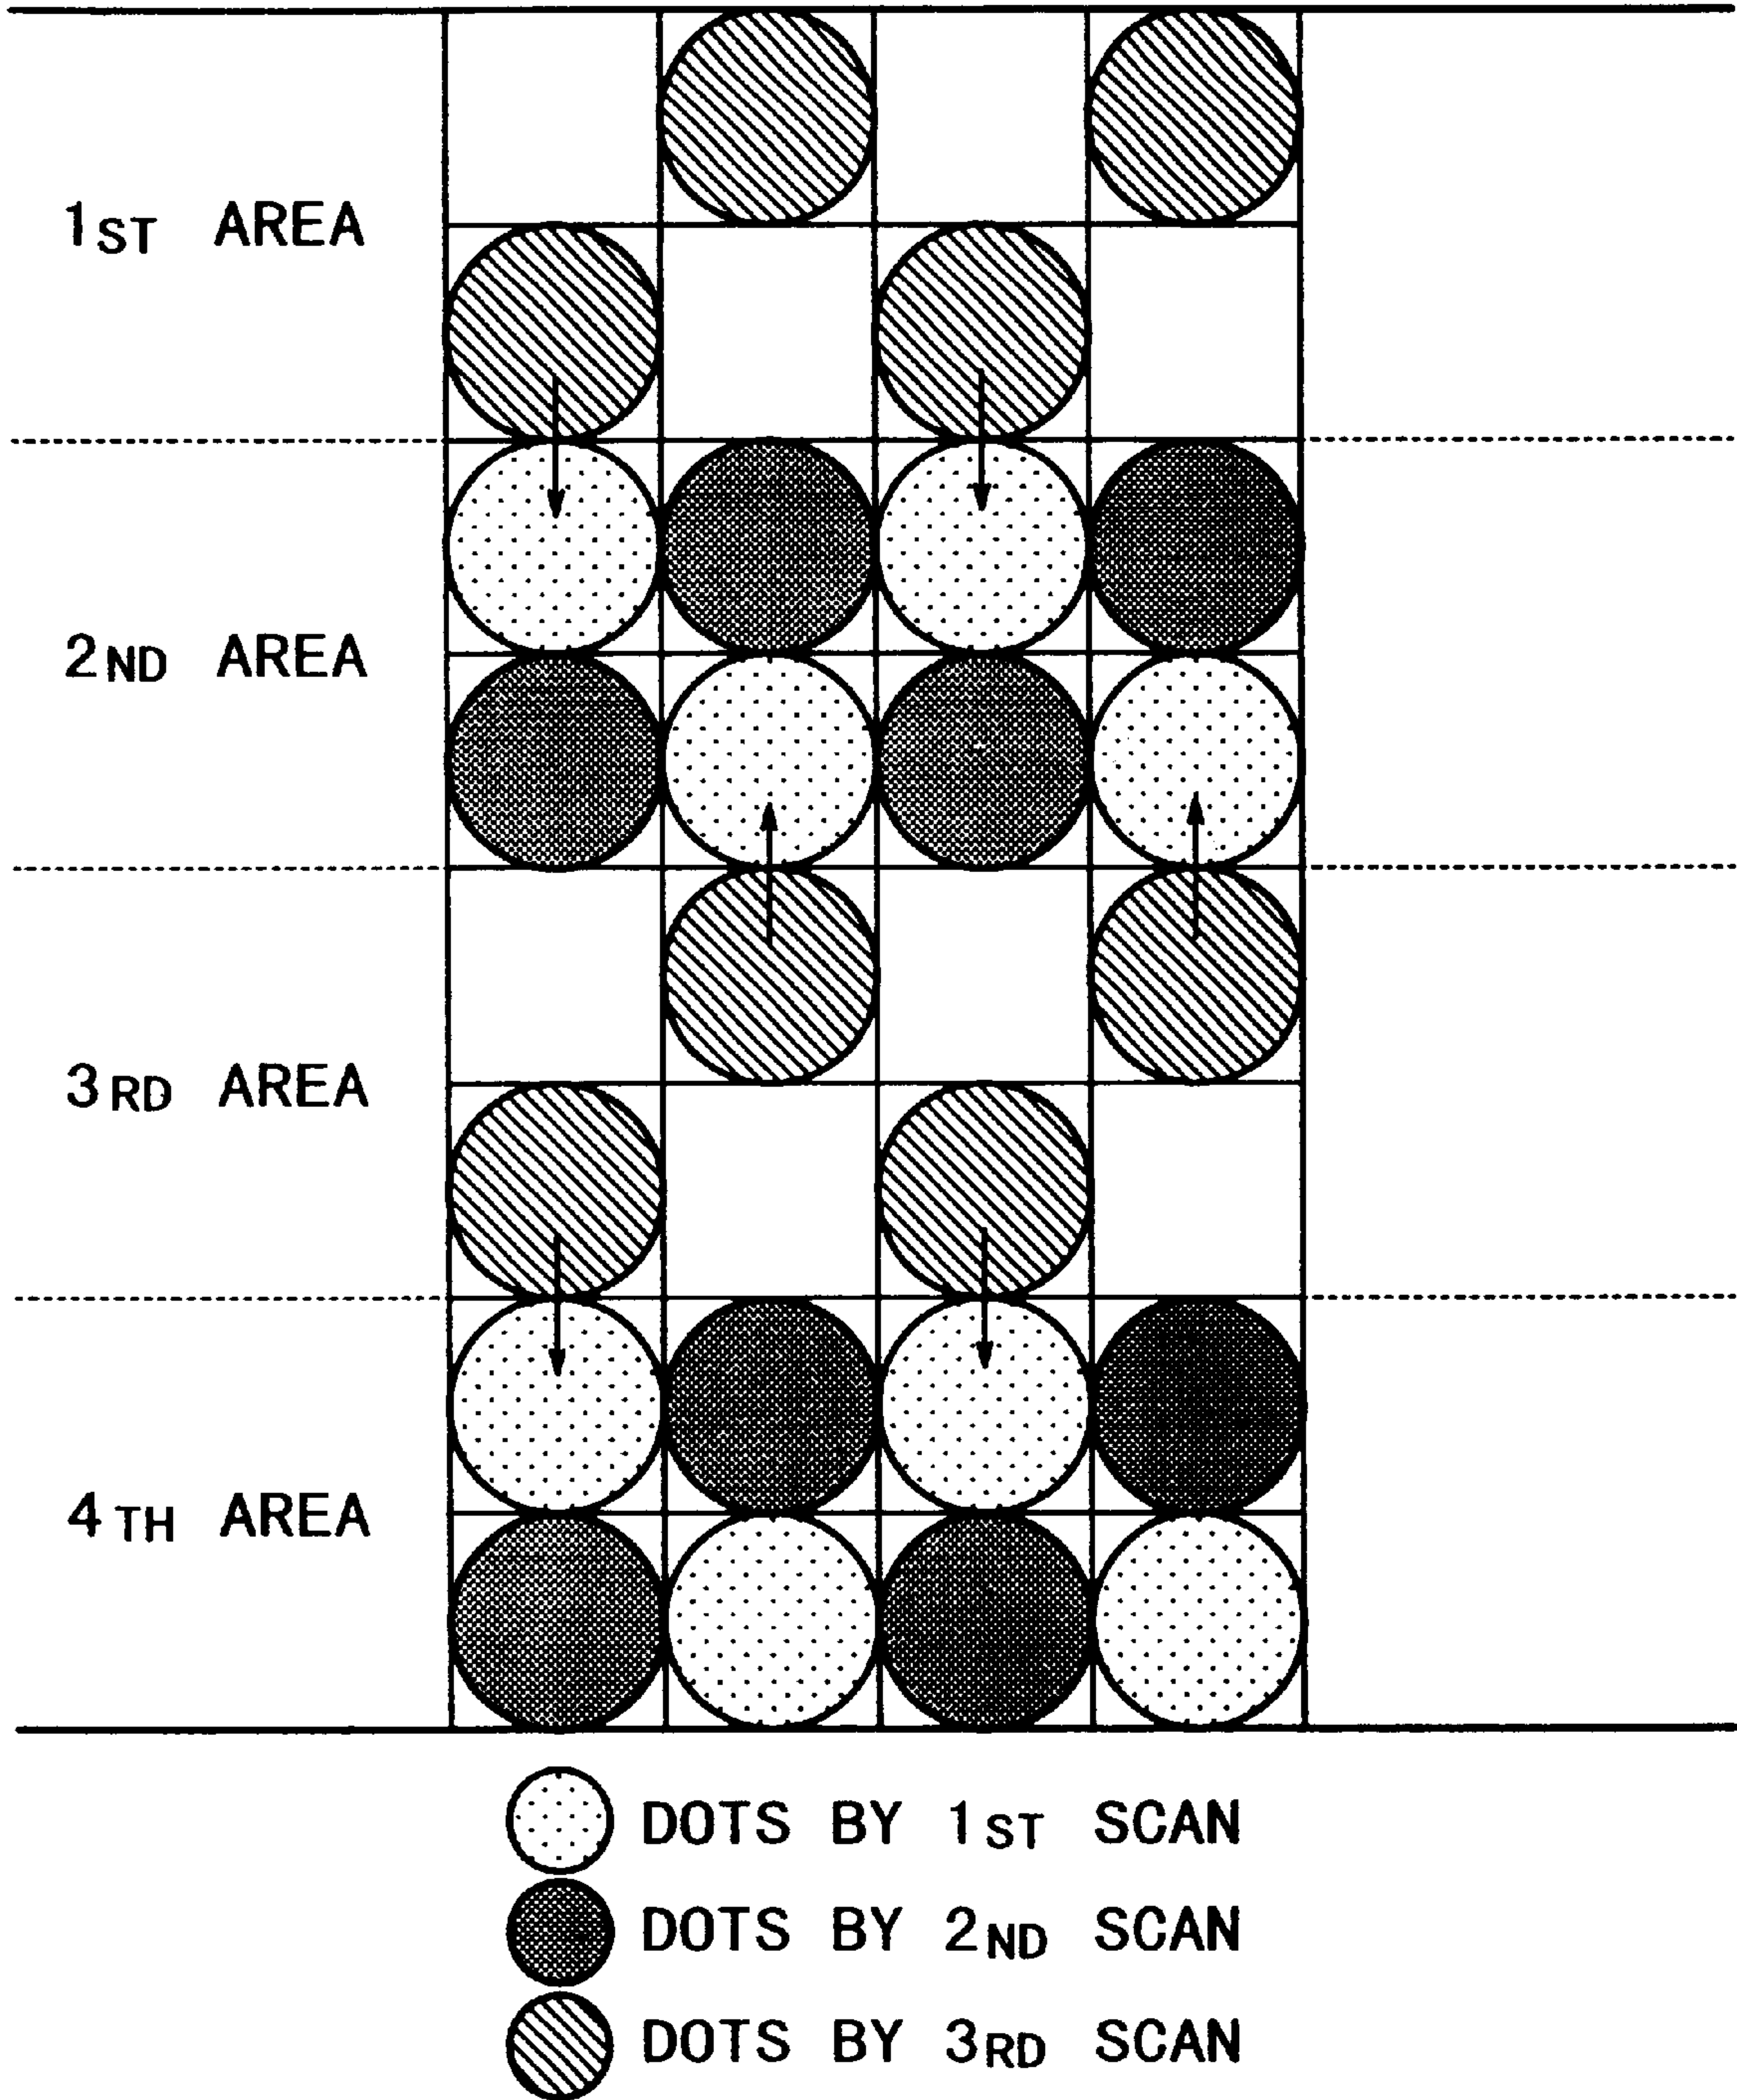 1ST AREA
2ND AREA
3RD AREA
4TH AREA
DOTS BY 1ST SCAN
DOTS BY 2ND SCAN
DOTS BY 3RD SCAN